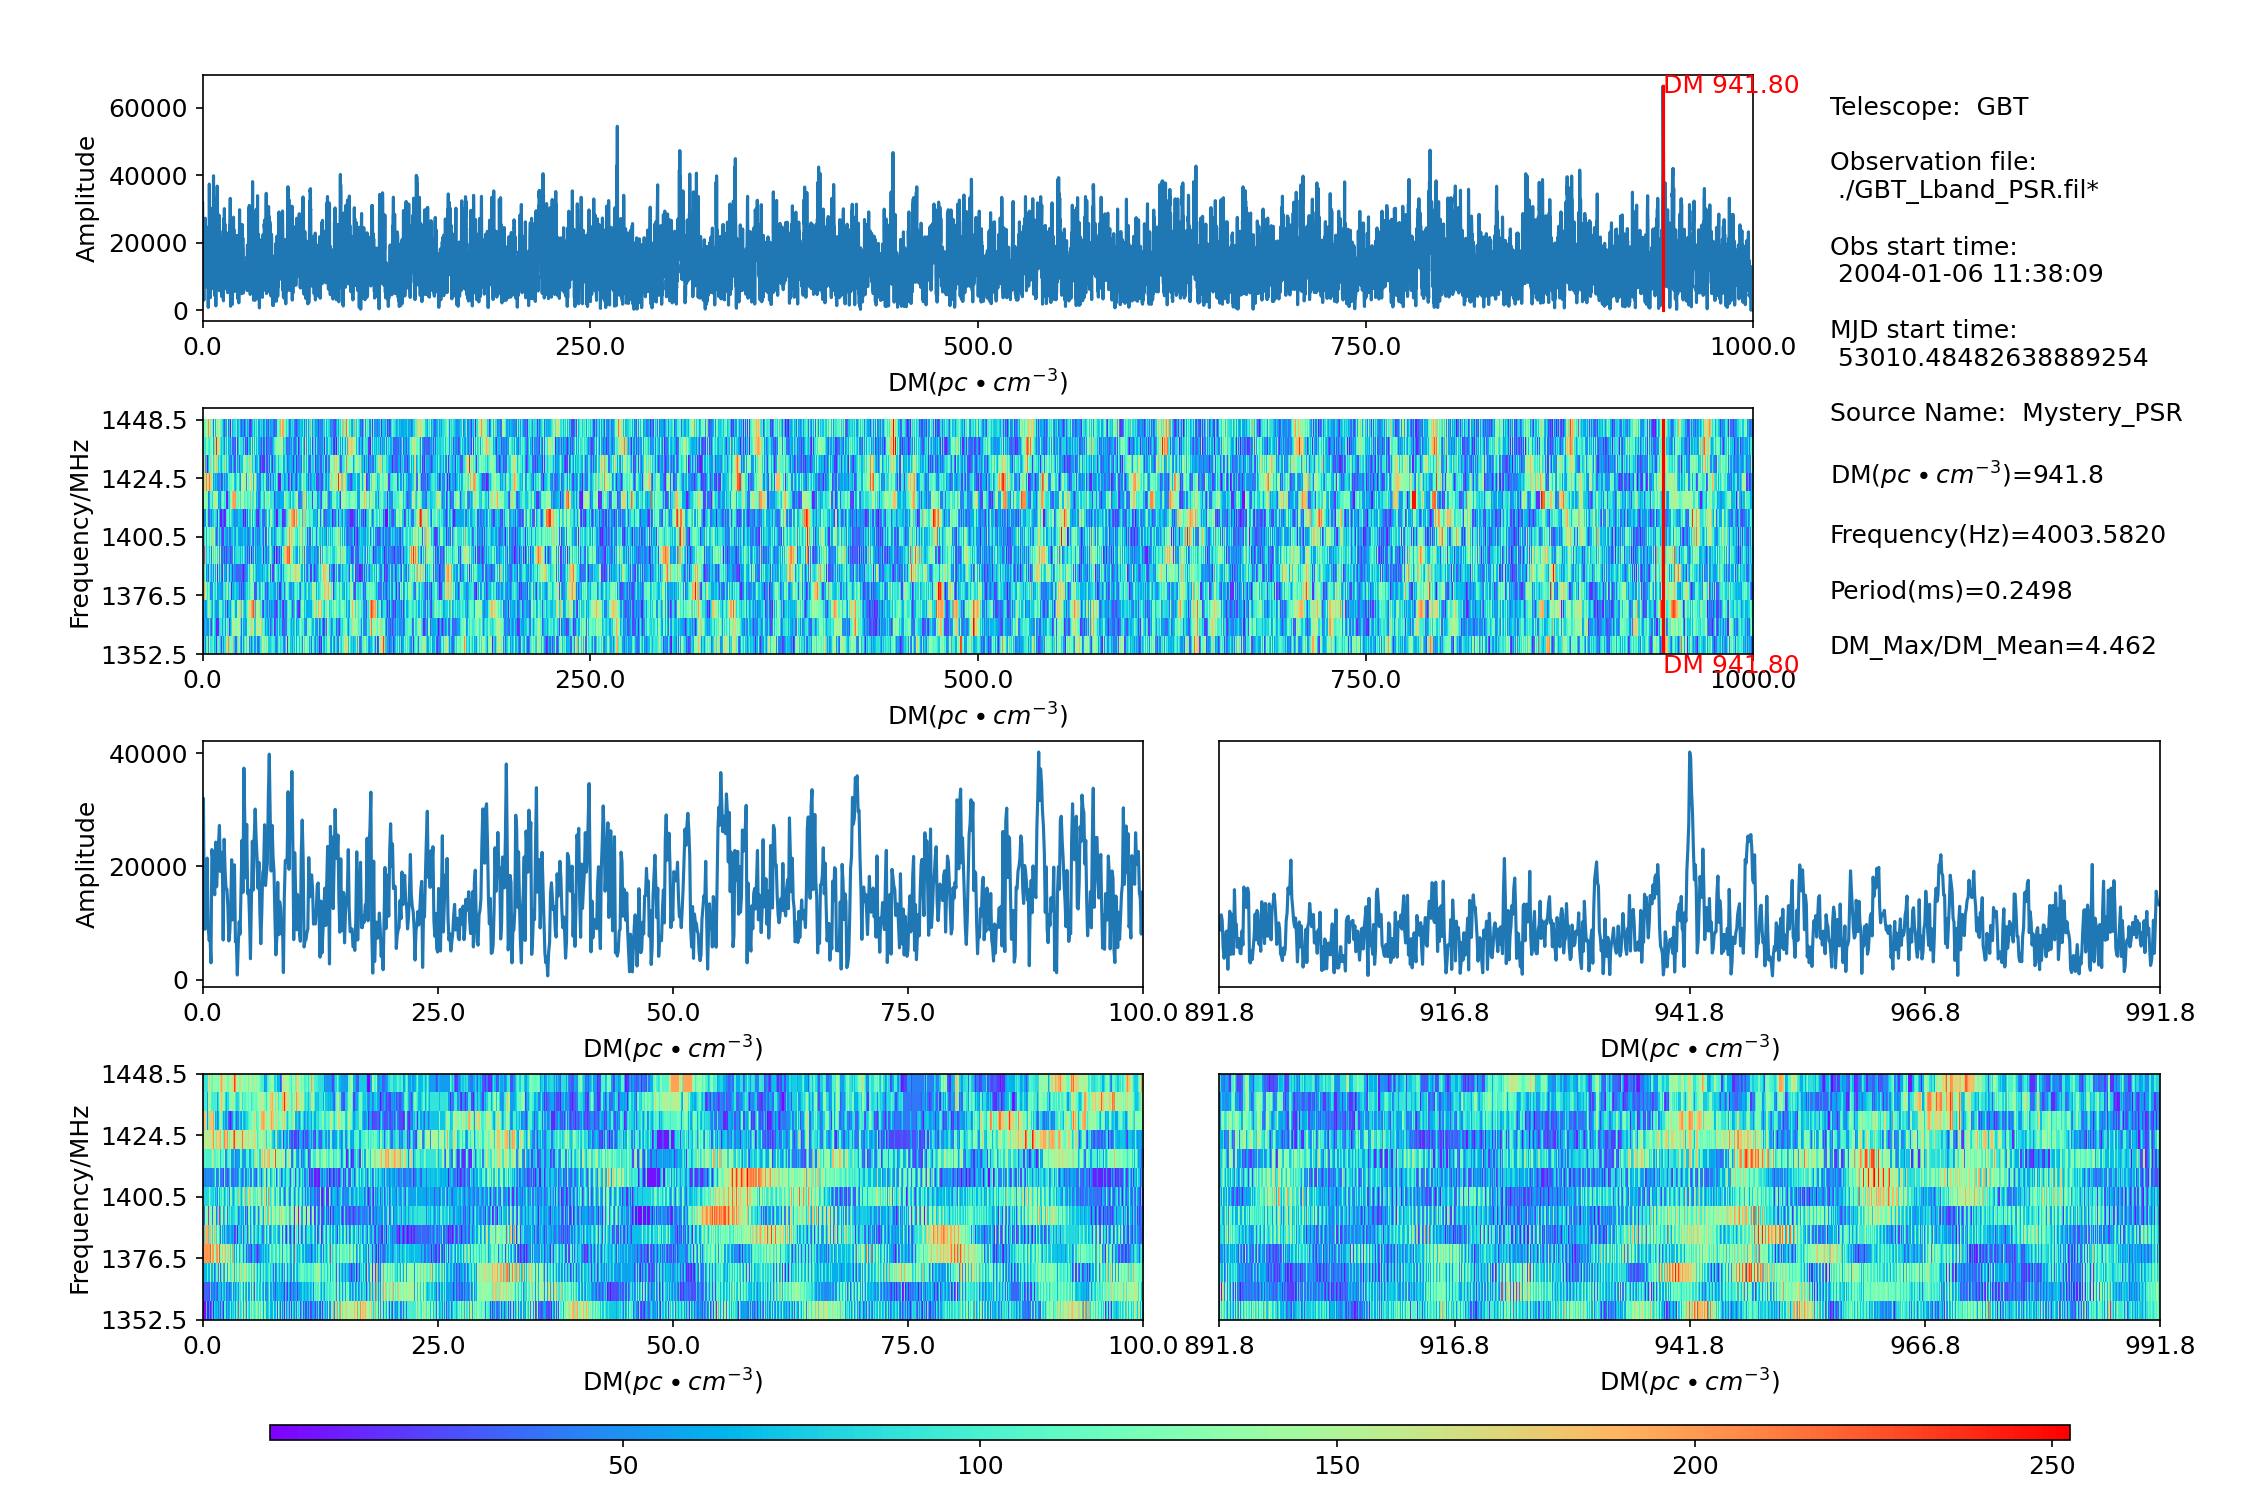 DM 941.80
60000
40000
20000
0
Amplitude
0.0 250.0 500.0 750.0 1000.0
DM(pc • cm⁻³)
Telescope: GBT
Observation file:
./GBT_Lband_PSR.fil*
Obs start time:
2004-01-06 11:38:09
MJD start time:
53010.48482638889254
Source Name: Mystery_PSR
DM(pc • cm⁻³)=941.8
Frequency(Hz)=4003.5820
Period(ms)=0.2498
DM_Max/DM_Mean=4.462
1448.5
1424.5
1400.5
1376.5
1352.5
Frequency/MHz
DM 941.80
0.0 250.0 500.0 750.0 1000.0
DM(pc • cm⁻³)
40000
20000
0
Amplitude
0.0 25.0 50.0 75.0 100.0
DM(pc • cm⁻³)
891.8 916.8 941.8 966.8 991.8
DM(pc • cm⁻³)
1448.5
1424.5
1400.5
1376.5
1352.5
Frequency/MHz
0.0 25.0 50.0 75.0 100.0
DM(pc • cm⁻³)
891.8 916.8 941.8 966.8 991.8
DM(pc • cm⁻³)
50 100 150 200 250